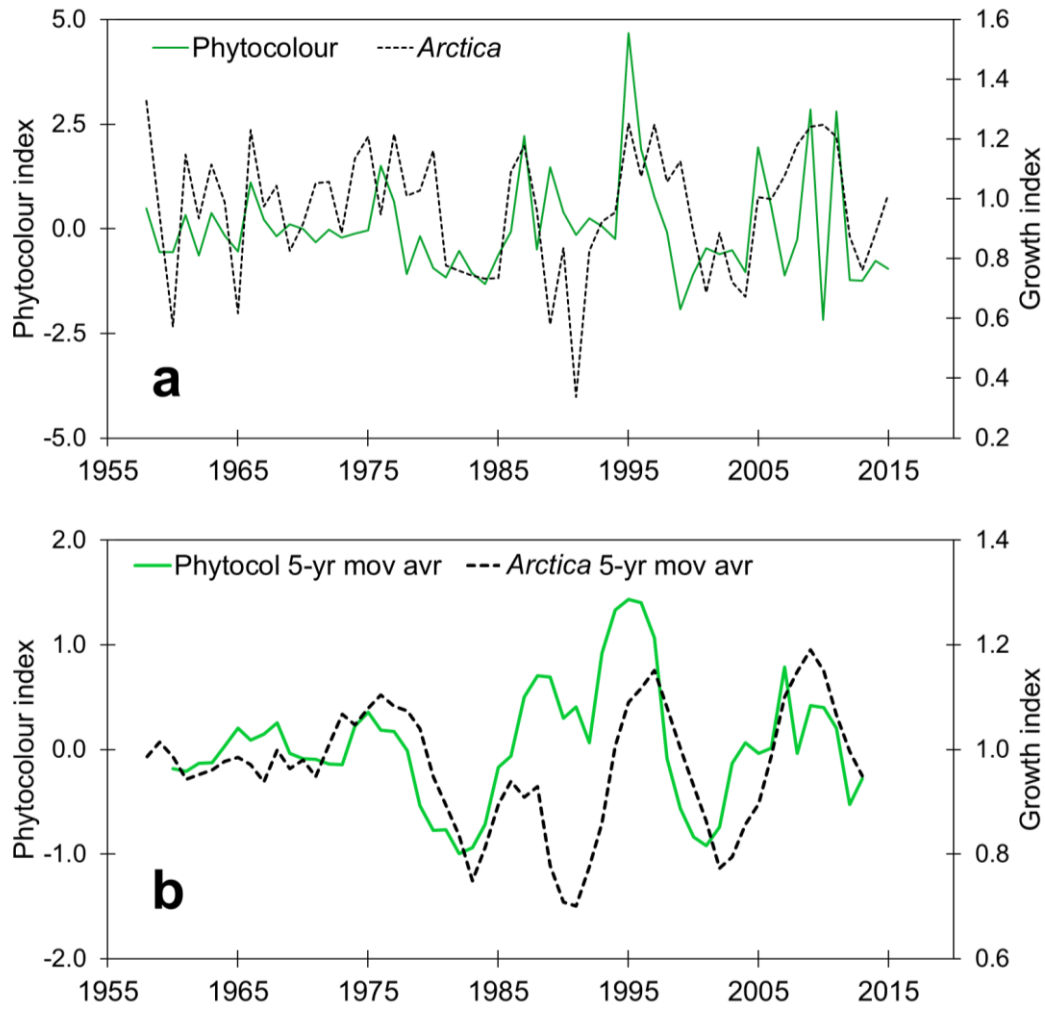 5.0 1.6
Phytocolour Arctica
1.4
2.5 1.2
0.0 1.0
0.8
-2.5 0.6
0.4
-5.0 0.2
Phytocolour index
Growth index
a
1955 1965 1975 1985 1995 2005 2015
2.0 1.4
Phytocol 5-yr mov avr Arctica 5-yr mov avr
1.0 1.2
0.0 1.0
-1.0 0.8
-2.0 0.6
Phytocolour index
Growth index
b
1955 1965 1975 1985 1995 2005 2015